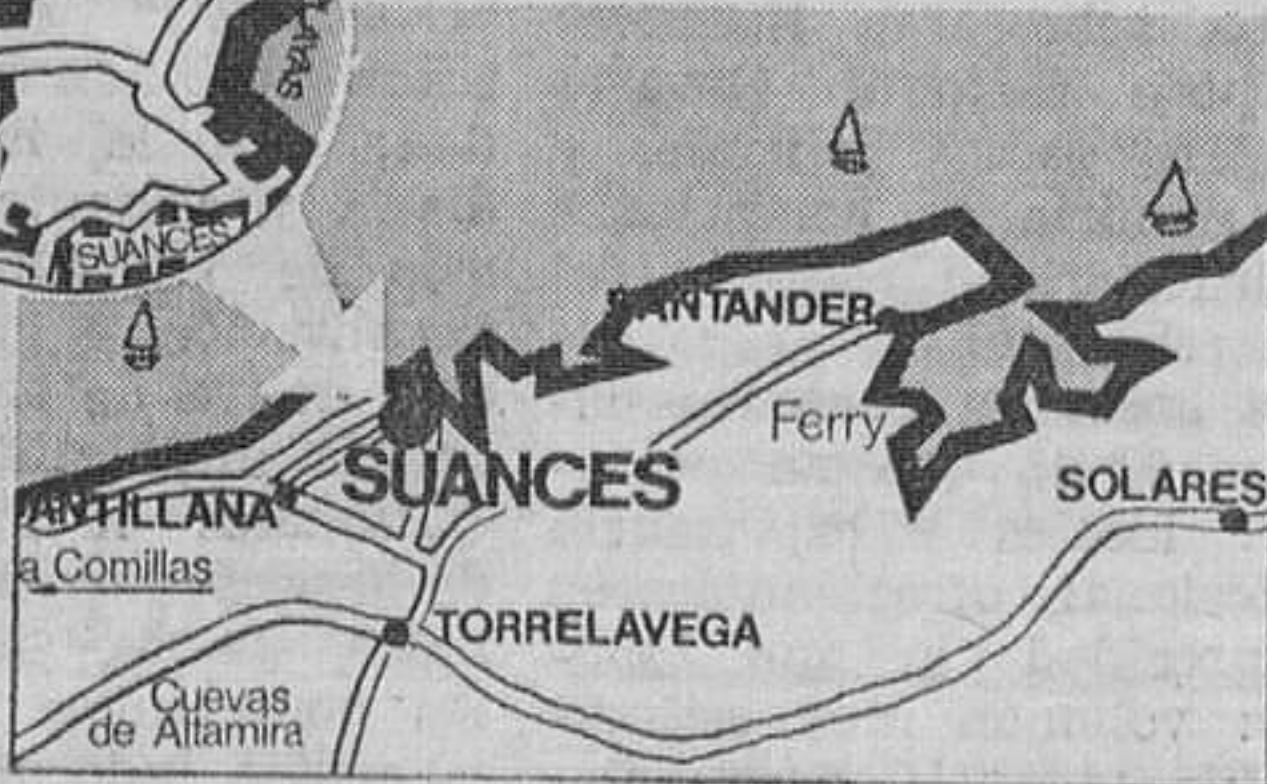 SUANCES
SANTANDER
Ferry
SUANCES
SOLARES
ANTILLANA
a Comillas
TORRELAVEGA
Cuevas
de Altamira